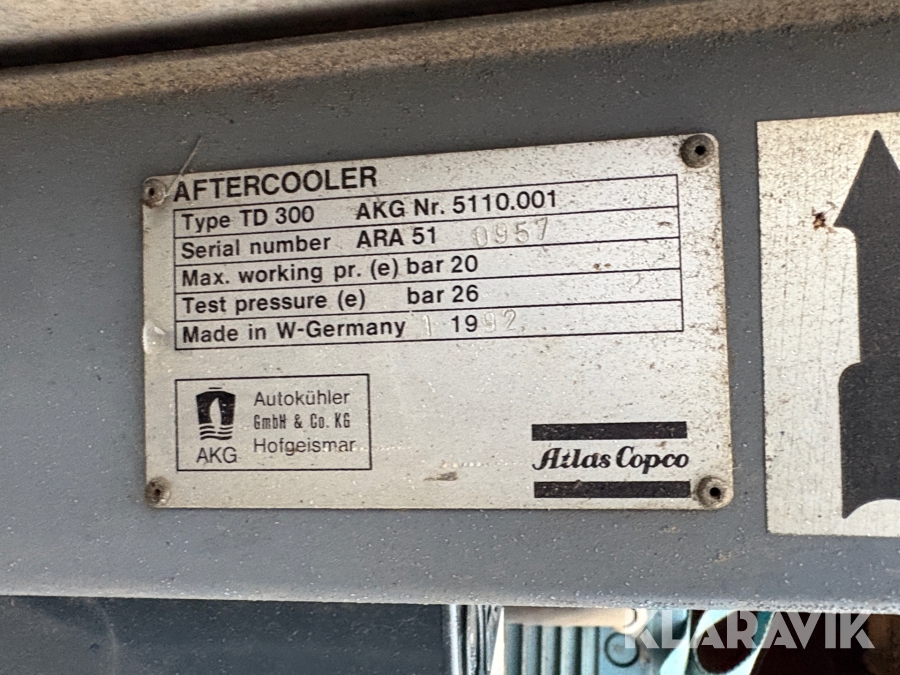 AFTERCOOLER
Type TD 300 AKG Nr. 5110.001
Serial number ARA 51 0957
Max. working pr. (e) bar 20
Test pressure (e) bar 26
Made in W-Germany 1 1992
Autokühler
GmbH & Co. KG
Hofgeismar
AKG
Atlas Copco
KLARAVIK